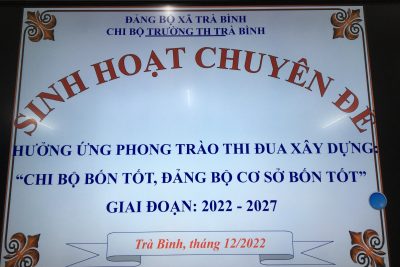 ĐẢNG BỘ XÃ TRÀ BÌNH
CHI BỘ TRƯỜNG TH TRÀ BÌNH
SINH HOẠT CHUYÊN ĐỀ
HƯỞNG ỨNG PHONG TRÀO THI ĐUA XÂY DỰNG:
“CHI BỘ BỐN TỐT, ĐẢNG BỘ CƠ SỞ BỐN TỐT”
GIAI ĐOẠN: 2022 - 2027
Trà Bình, tháng 12/2022